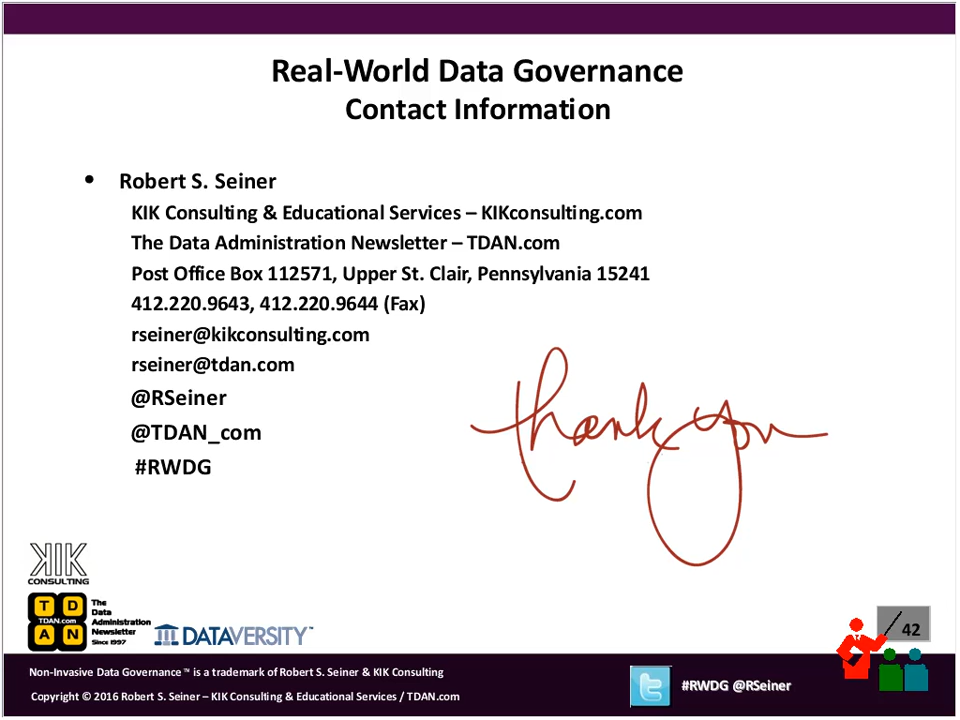 Real-World Data Governance
Contact Information
• Robert S. Seiner
KIK Consulting & Educational Services – KIKconsulting.com
The Data Administration Newsletter – TDAN.com
Post Office Box 112571, Upper St. Clair, Pennsylvania 15241
412.220.9643, 412.220.9644 (Fax)
rseiner@kikconsulting.com
rseiner@tdan.com
@RSeiner
@TDAN_com
#RWDG
Thank you
KIK
CONSULTING
T D
TDAN.com
A N
The
Data
Administration
Newsletter
Since 1997
DATAVERSITY™
42
Non-Invasive Data Governance™ is a trademark of Robert S. Seiner & KIK Consulting
Copyright © 2016 Robert S. Seiner – KIK Consulting & Educational Services / TDAN.com
#RWDG @RSeiner